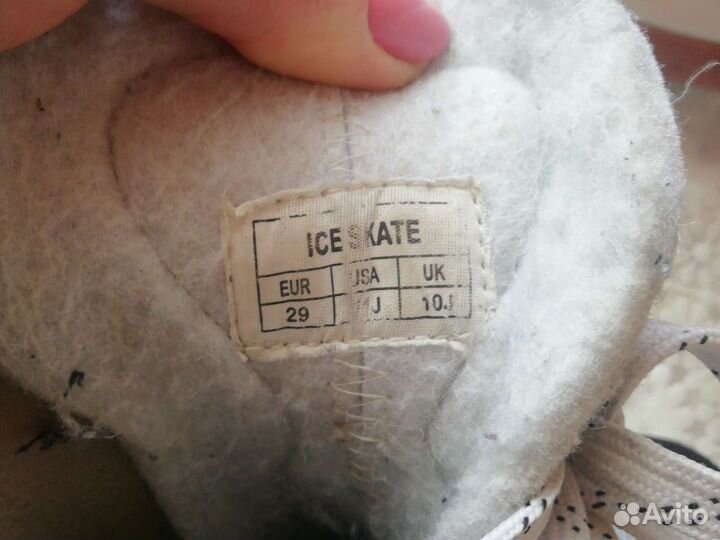 ICE SKATE
EUR USA UK
29 J 10J
Avito